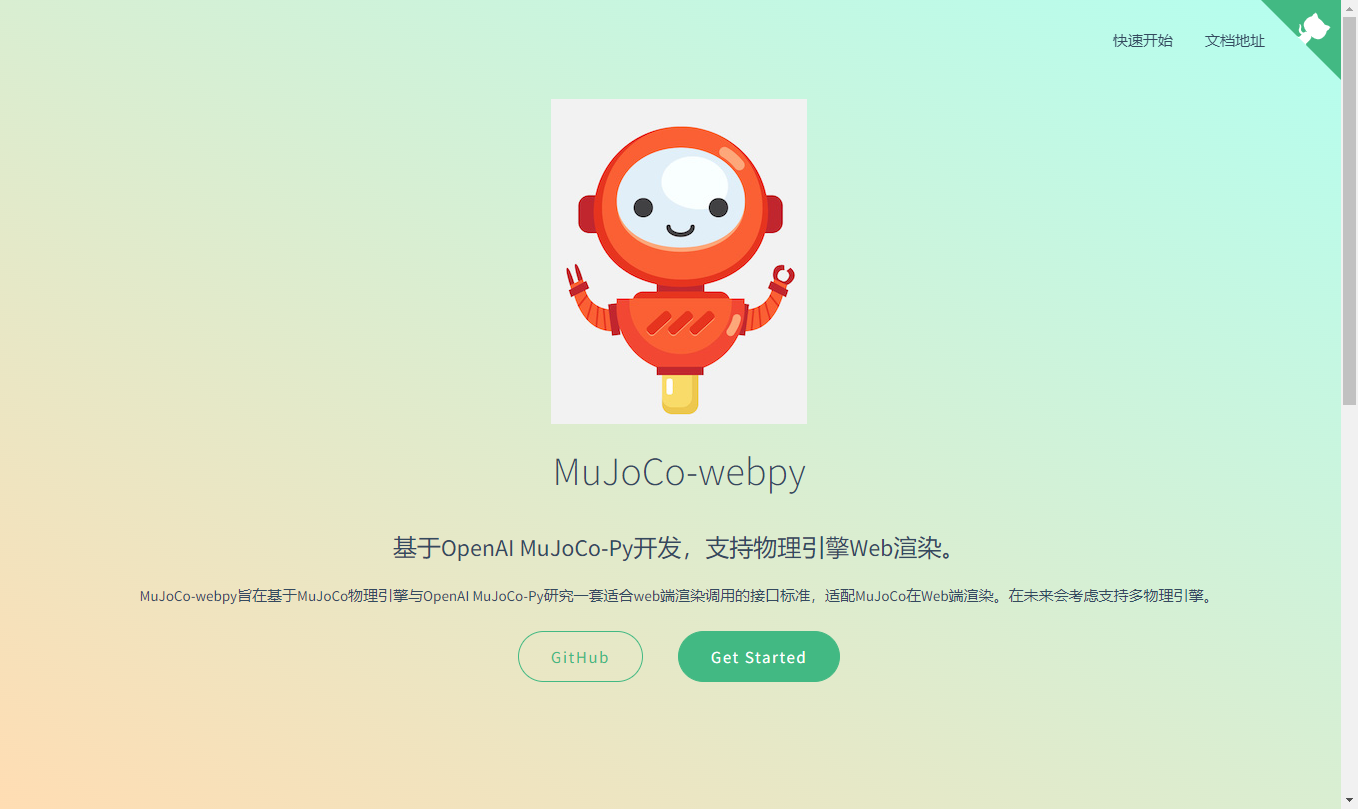 快速开始 文档地址
MuJoCo-webpy
基于OpenAI MuJoCo-Py开发，支持物理引擎Web渲染。
MuJoCo-webpy旨在基于MuJoCo物理引擎与OpenAI MuJoCo-Py研究一套适合web端渲染调用的接口标准，适配MuJoCo在Web端渲染。在未来会考虑支持多物理引擎。
GitHub Get Started